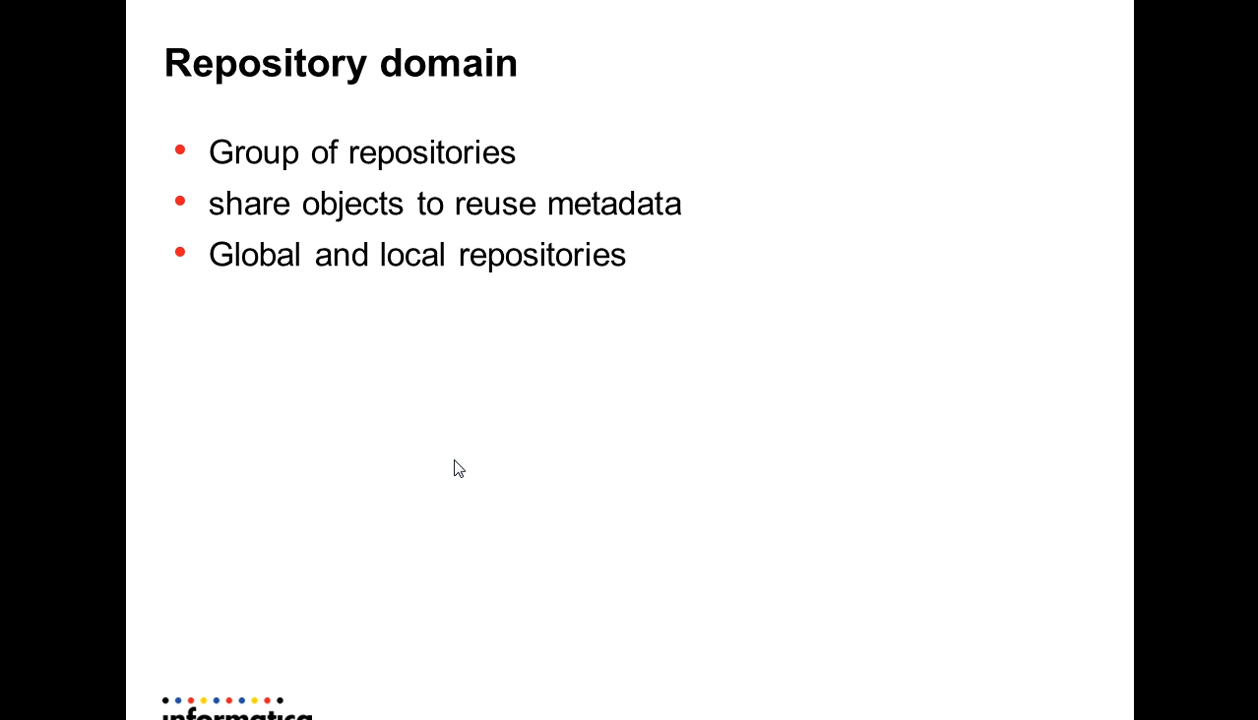 Repository domain
Group of repositories
share objects to reuse metadata
Global and local repositories
informatica